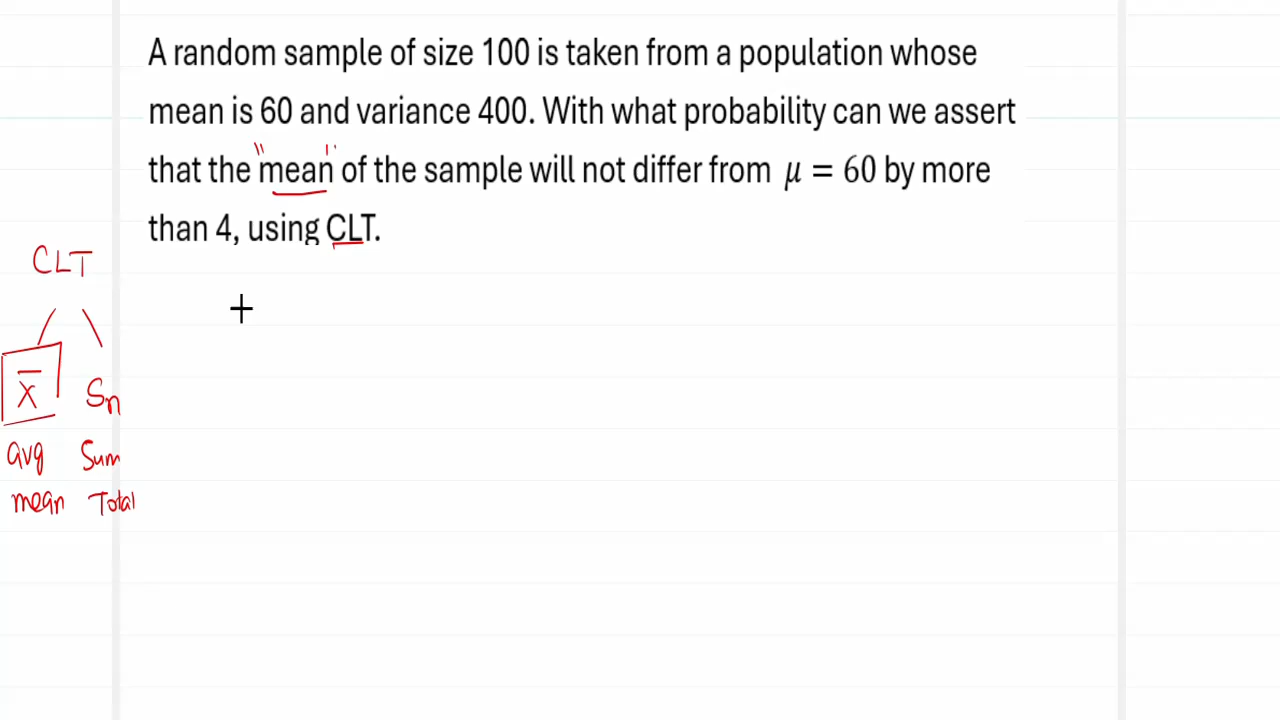 A random sample of size 100 is taken from a population whose
mean is 60 and variance 400. With what probability can we assert
that the "mean" of the sample will not differ from μ = 60 by more
than 4, using CLT.
CLT
X̄ Sn
avg Sum
mean Total